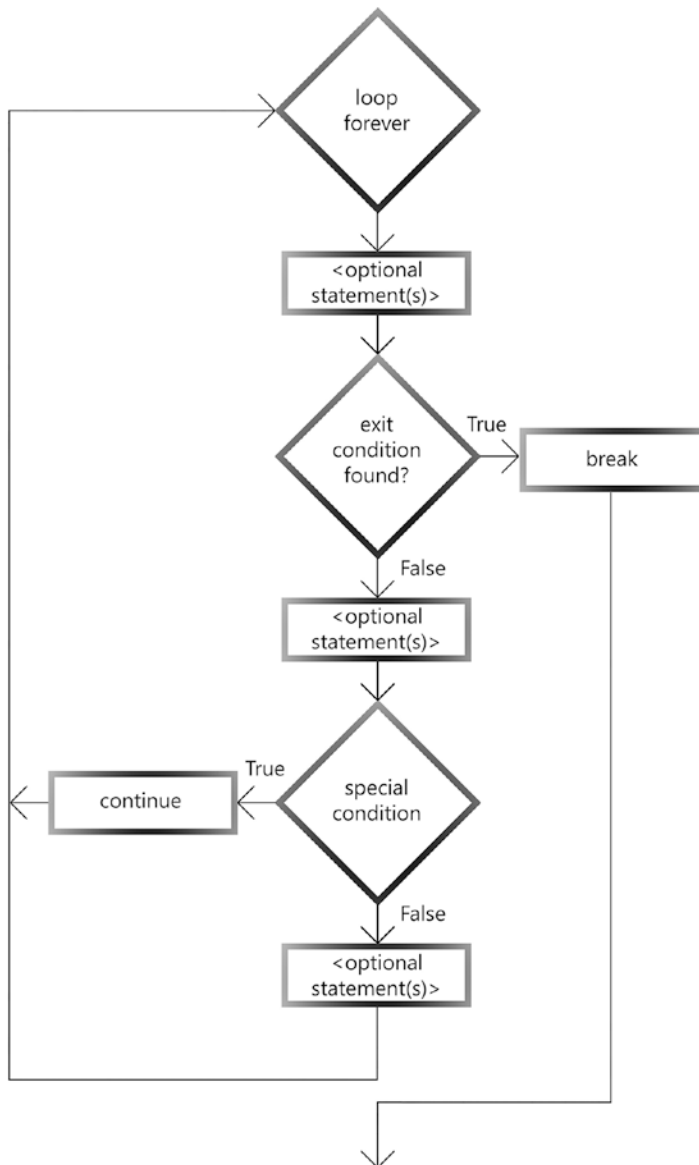 loop
forever
<optional
statement(s)>
exit
condition
found?
True
break
False
<optional
statement(s)>
True
continue
special
condition
False
<optional
statement(s)>